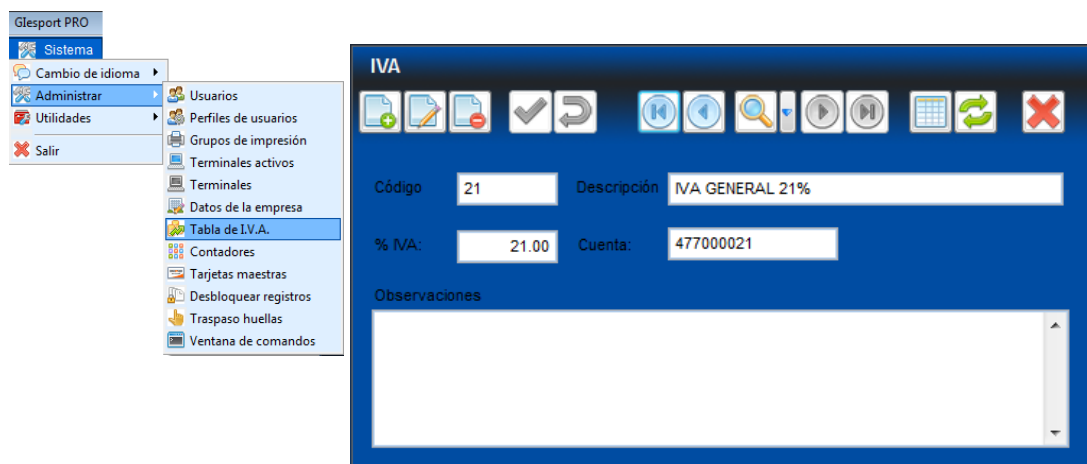 Glesport PRO
Sistema
Cambio de idioma
Administrar
Utilidades
Salir
Usuarios
Perfiles de usuarios
Grupos de impresión
Terminales activos
Terminales
Datos de la empresa
Tabla de I.V.A.
Contadores
Tarjetas maestras
Desbloquear registros
Traspaso huellas
Ventana de comandos
IVA
Código 21 Descripción IVA GENERAL 21%
% IVA: 21.00 Cuenta: 477000021
Observaciones